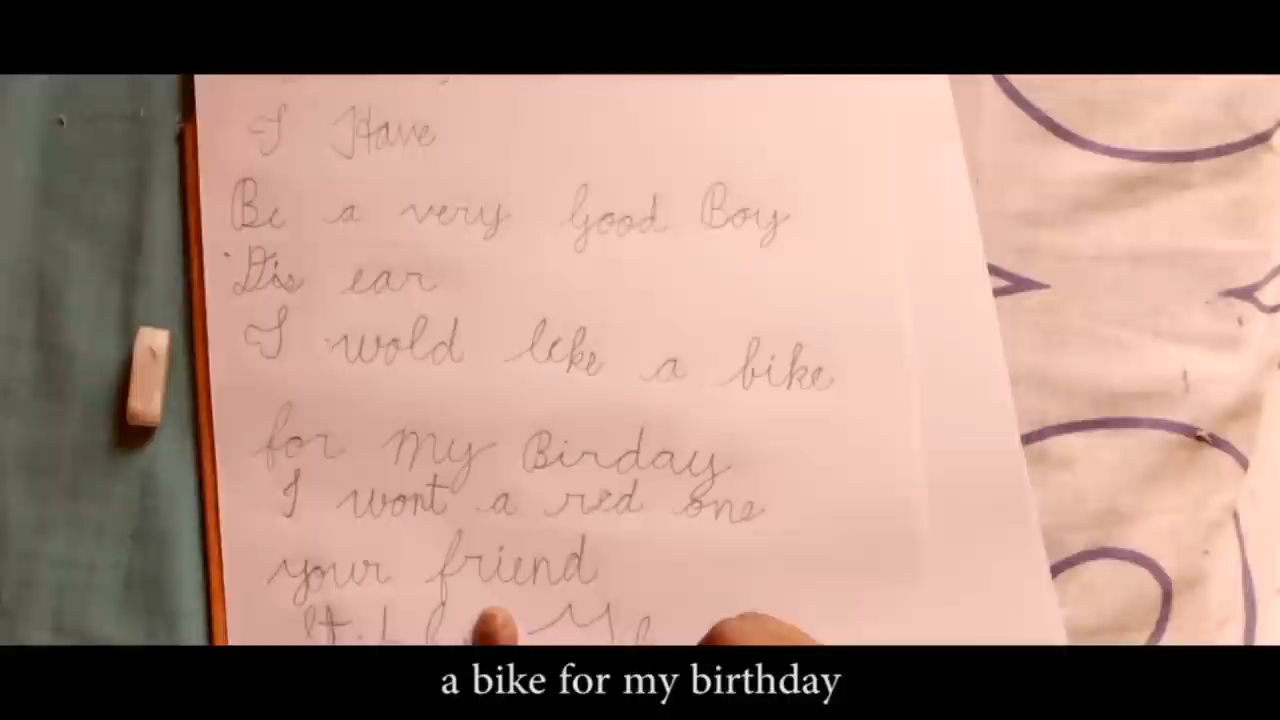 I Have
Be a very Good Boy
Dis ear
I wold like a bike
for My Birday
I wont a red one
your friend
a bike for my birthday